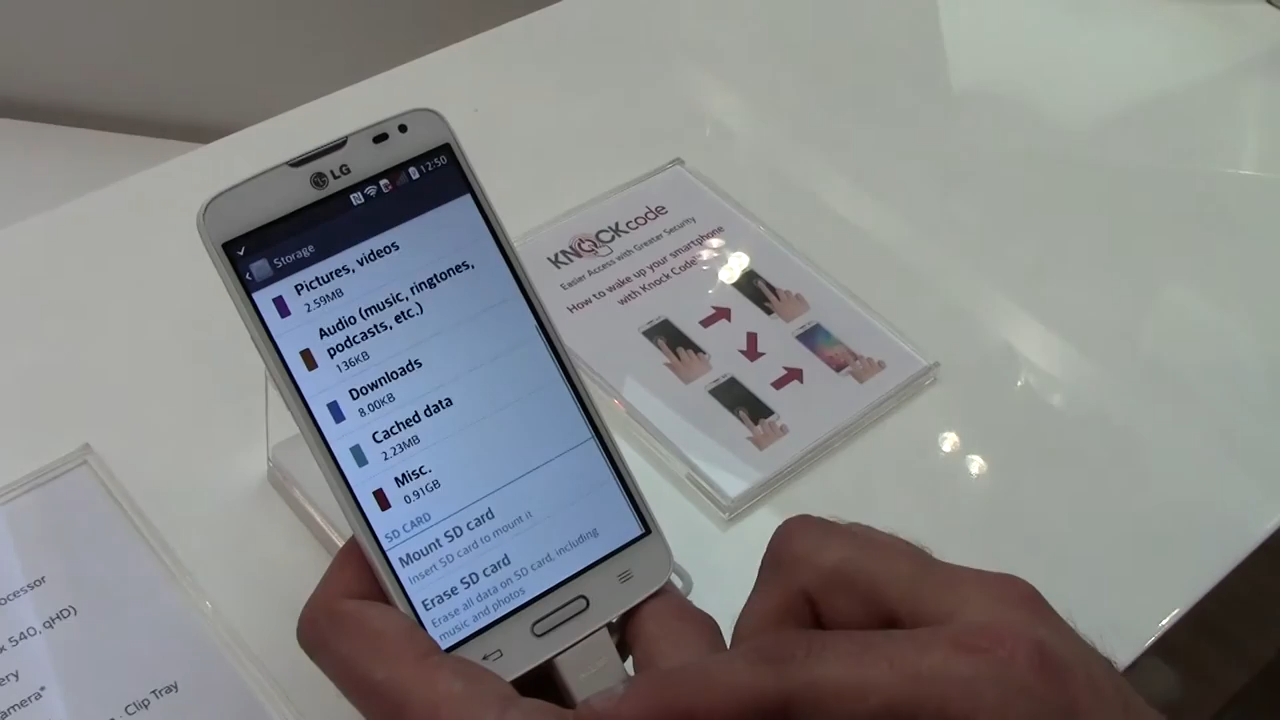 LG
12:50
Storage
Pictures, videos
2.59MB
Audio (music, ringtones,
podcasts, etc.)
136KB
Downloads
8.00KB
Cached data
2.23MB
Misc.
0.91GB
SD CARD
Mount SD card
Insert SD card to mount it
Erase SD card
Erase all data on SD card, including
music and photos
KNOCKcode
Easier Access with Greater Security
How to wake up your smartphone
with Knock Code
ocessor
x 540, qHD)
ery
amera*
. Clip Tray